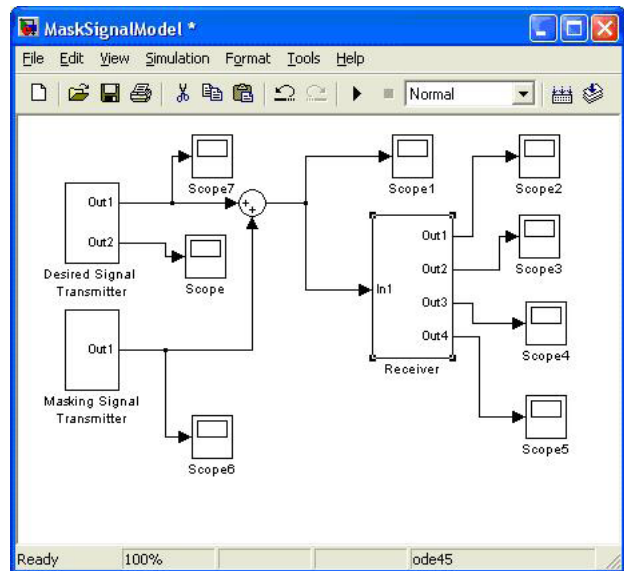 MaskSignalModel *
File Edit View Simulation Format Tools Help
Normal
Scope7
Scope1
Scope2
Out1
Out2
Desired Signal
Transmitter
+
+
Scope
In1
Out1
Out2
Out3
Out4
Receiver
Scope3
Scope4
Out1
Masking Signal
Transmitter
Scope6
Scope5
Ready 100% ode45